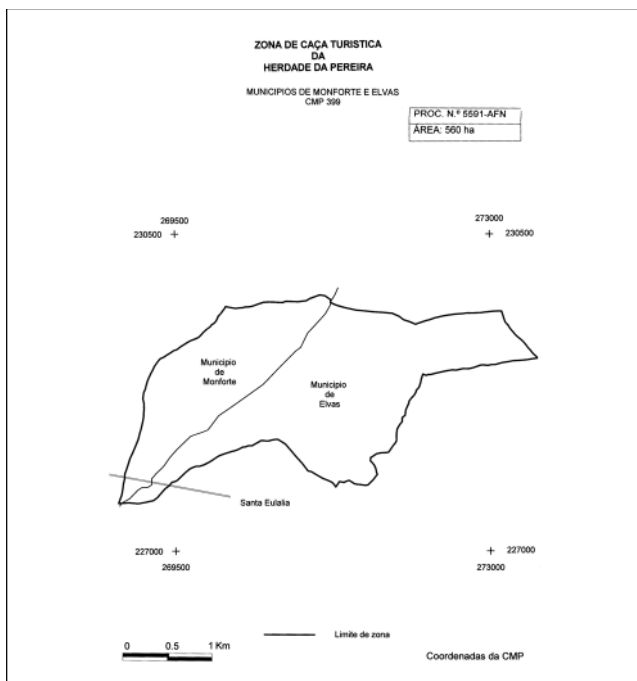 ZONA DE CAÇA TURISTICA
DA
HERDADE DA PEREIRA
MUNICIPIOS DE MONFORTE E ELVAS
CMP 399
PROC. N.º 5591-AFN
ÁREA: 560 ha
269500
230500
273000
230500
Municipio
de
Monforte
Municipio
de
Elvas
Santa Eulalia
227000
269500
227000
273000
0 0.5 1 Km
Limite de zona
Coordenadas da CMP